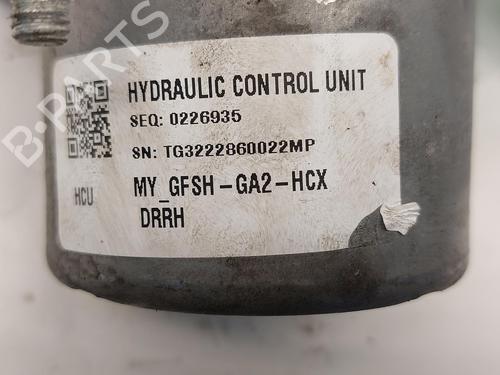 HYDRAULIC CONTROL UNIT
SEQ: 0226935
SN: TG3222860022MP
HCU
MY_GFSH-GA2-HCX
DRRH
B-PARTS